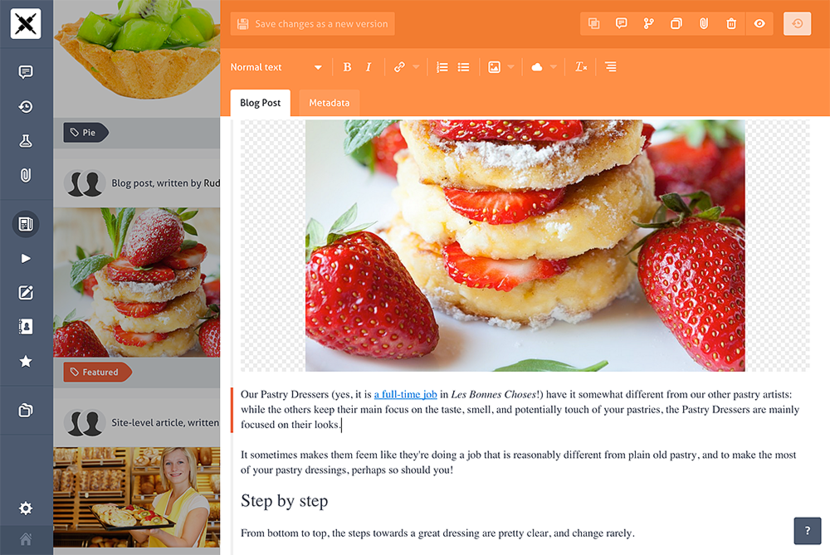 Save changes as a new version
Normal text
B I
Blog Post
Metadata
Pie
Blog post, written by Rud
Featured
Site-level article, written
Our Pastry Dressers (yes, it is a full-time job in Les Bonnes Choses!) have it somewhat different from our other pastry artists:
while the others keep their main focus on the taste, smell, and potentially touch of your pastries, the Pastry Dressers are mainly
focused on their looks.
It sometimes makes them feem like they're doing a job that is reasonably different from plain old pastry, and to make the most
of your pastry dressings, perhaps so should you!
Step by step
From bottom to top, the steps towards a great dressing are pretty clear, and change rarely.
?